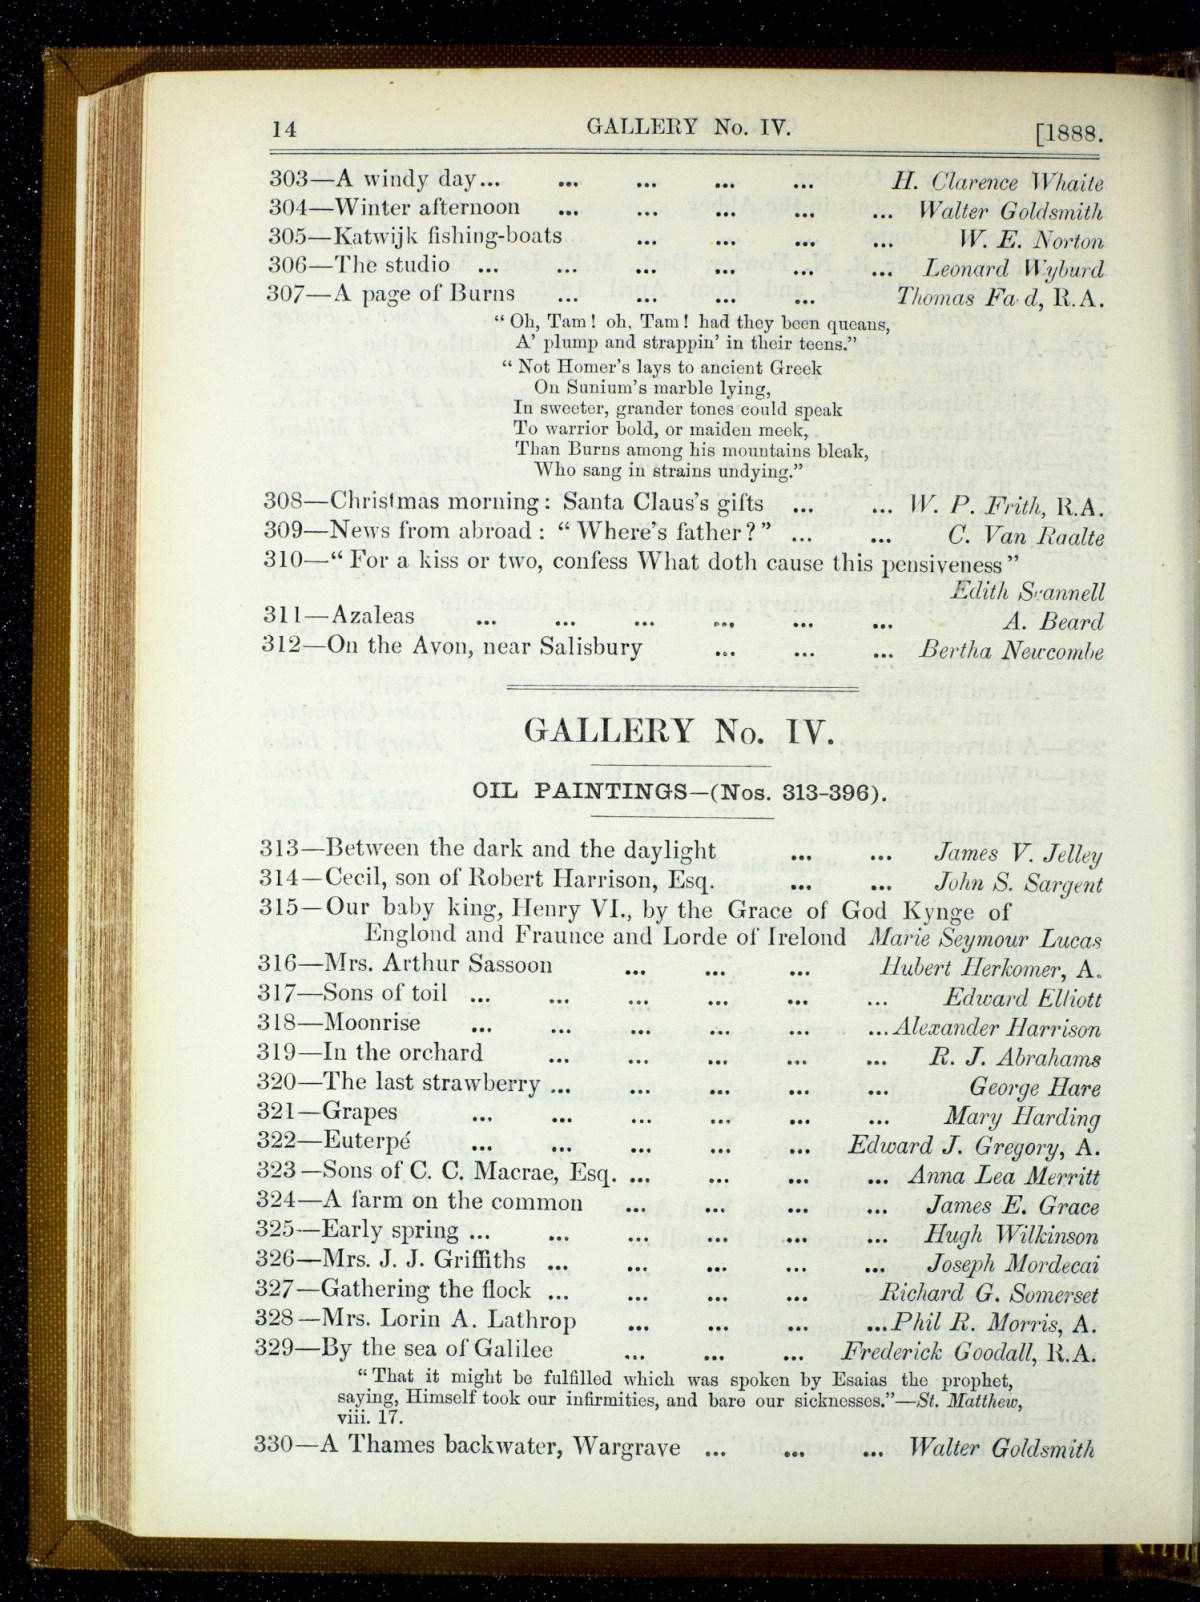 14 GALLERY No. IV. [1888.
303—A windy day... ... ... ... ... H. Clarence Whaite
304—Winter afternoon ... ... ... ... ... Walter Goldsmith
305—Katwijk fishing-boats ... ... ... ... W. E. Norton
306—The studio ... ... ... ... ... ... Leonard Wyburd
307—A page of Burns ... ... ... ... Thomas Fa d, R.A.
“ Oh, Tam ! oh, Tam ! had they been queans,
A’ plump and strappin’ in their teens.”
“ Not Homer’s lays to ancient Greek
On Sunium’s marble lying,
In sweeter, grander tones could speak
To warrior bold, or maiden meek,
Than Burns among his mountains bleak,
Who sang in strains undying.”
308—Christmas morning : Santa Claus’s gifts ... ... W. P. Frith, R.A.
309—News from abroad : “ Where’s father ? ” ... ... C. Van Raalte
310—“ For a kiss or two, confess What doth cause this pensiveness ”
Edith Scannell
311—Azaleas ... ... ... ... ... ... A. Beard
312—On the Avon, near Salisbury ... ... ... Bertha Newcombe
GALLERY No. IV.
OIL PAINTINGS—(Nos. 313-396).
313—Between the dark and the daylight ... ... James V. Jelley
314—Cecil, son of Robert Harrison, Esq. ... ... John S. Sargent
315—Our baby king, Henry VI., by the Grace of God Kynge of
Englond and Fraunce and Lorde of Irelond Marie Seymour Lucas
316—Mrs. Arthur Sassoon ... ... ... Hubert Herkomer, A.
317—Sons of toil ... ... ... ... ... ... Edward Elliott
318—Moonrise ... ... ... ... ... ... Alexander Harrison
319—In the orchard ... ... ... ... ... R. J. Abrahams
320—The last strawberry ... ... ... ... ... George Hare
321—Grapes ... ... ... ... ... ... Mary Harding
322—Euterpé ... ... ... ... ... Edward J. Gregory, A.
323—Sons of C. C. Macrae, Esq. ... ... ... ... Anna Lea Merritt
324—A farm on the common ... ... ... ... James E. Grace
325—Early spring ... ... ... ... ... ... Hugh Wilkinson
326—Mrs. J. J. Griffiths ... ... ... ... ... Joseph Mordecai
327—Gathering the flock ... ... ... ... Richard G. Somerset
328—Mrs. Lorin A. Lathrop ... ... ... ... Phil R. Morris, A.
329—By the sea of Galilee ... ... ... Frederick Goodall, R.A.
“ That it might be fulfilled which was spoken by Esaias the prophet,
saying, Himself took our infirmities, and bare our sicknesses.”—St. Matthew,
viii. 17.
330—A Thames backwater, Wargrave ... ... ... Walter Goldsmith